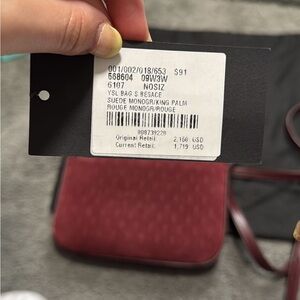 001/002/018/653 S91
568604 09W3W
6107 NOSIZ
YSL BAG S BESACE
SUEDE MONOGR/KING PALM
ROUGE MONOGR/ROUGE
Original Retail: 2,150 USD
Current Retail: 1,719 USD